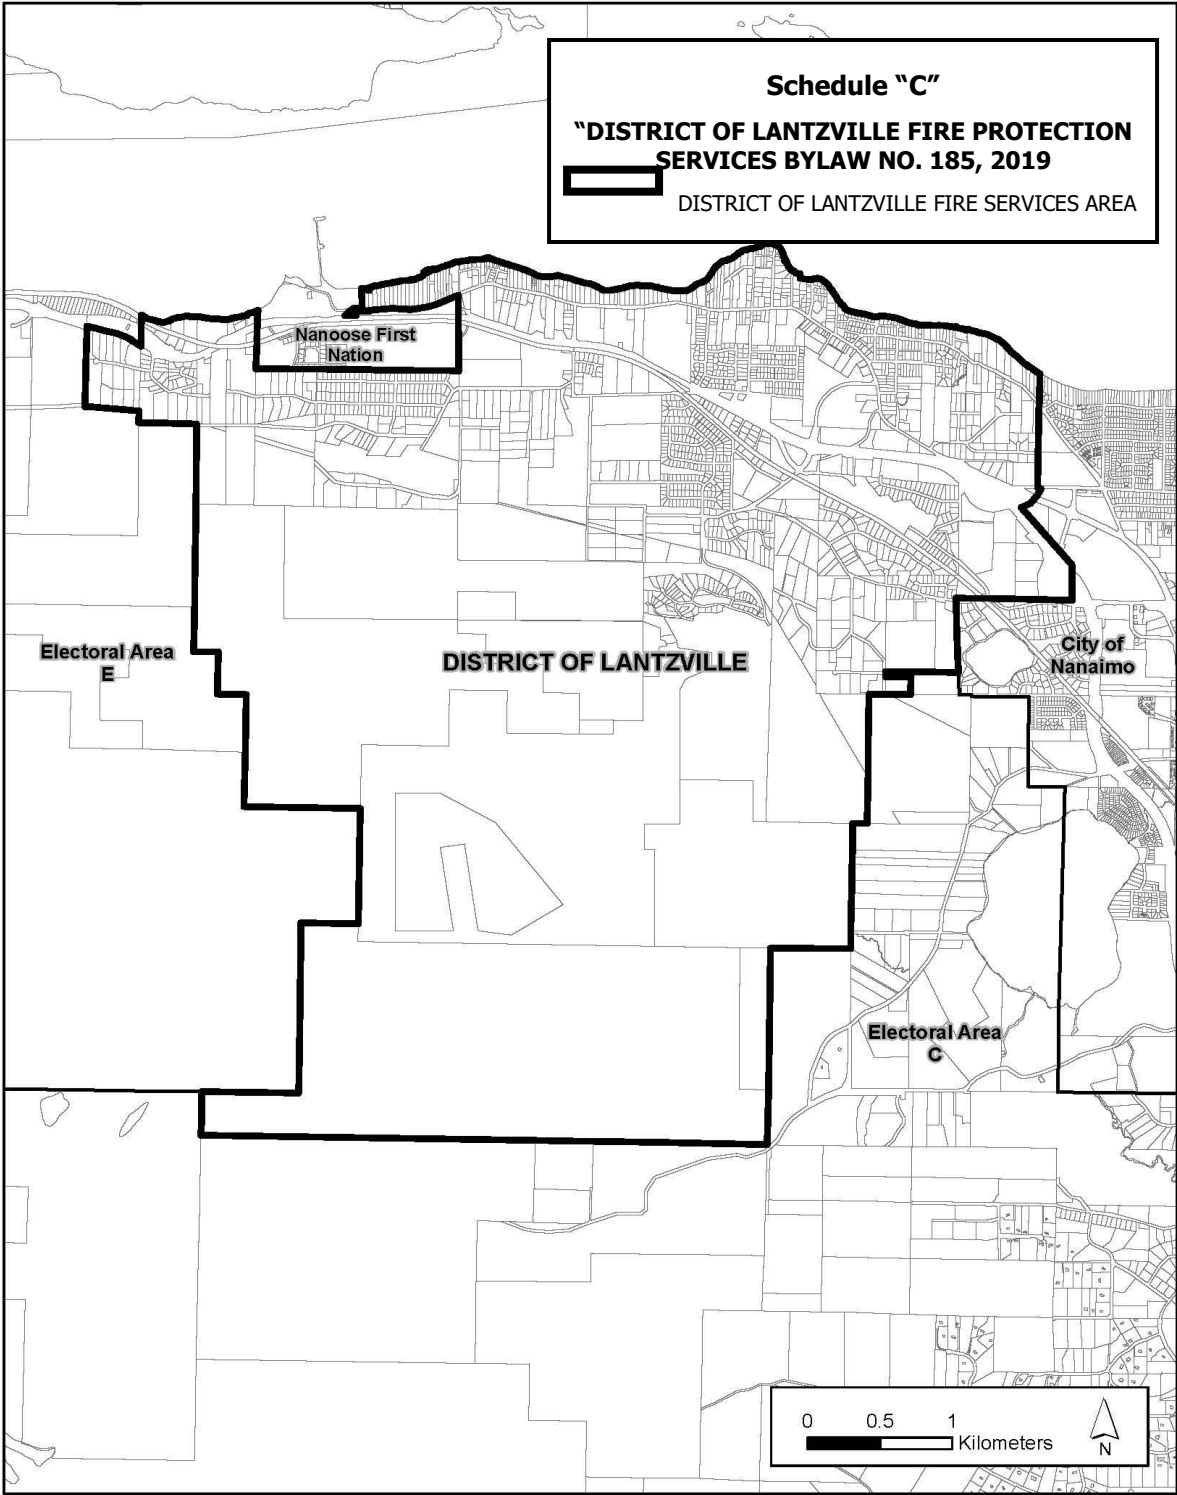 Schedule “C”
“DISTRICT OF LANTZVILLE FIRE PROTECTION
SERVICES BYLAW NO. 185, 2019
DISTRICT OF LANTZVILLE FIRE SERVICES AREA
Nanoose First
Nation
Electoral Area
E
DISTRICT OF LANTZVILLE
City of
Nanaimo
Electoral Area
C
0 0.5 1
Kilometers
N